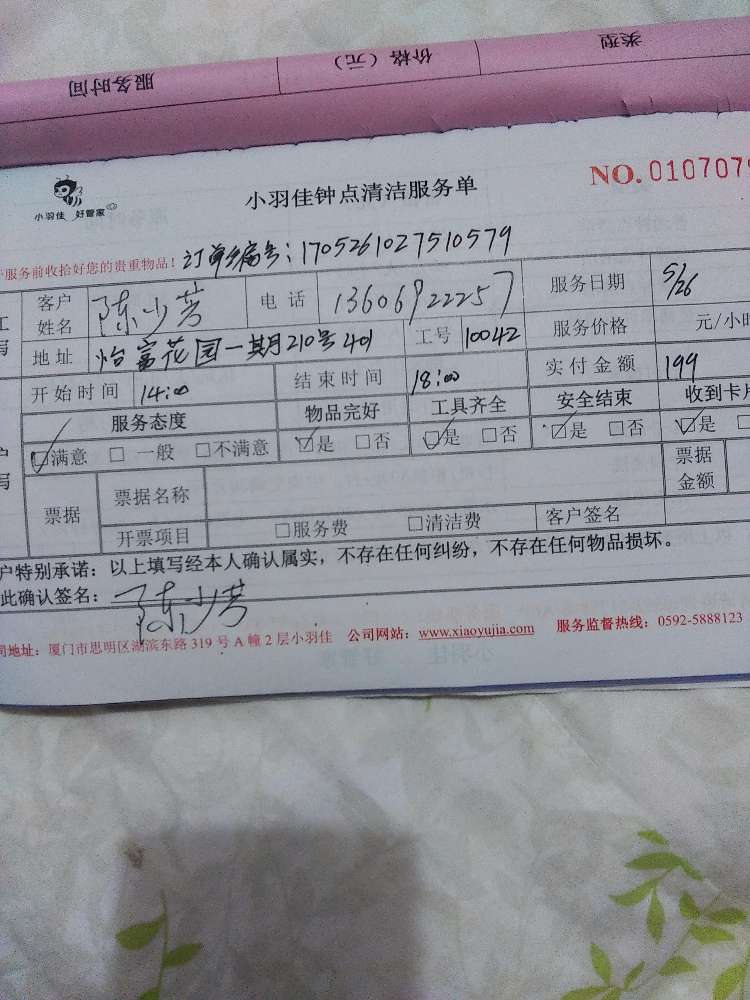 服务时间 价格（元） 类型
小羽佳 好管家
小羽佳钟点清洁服务单
NO. 0107079
服务前收拾好您的贵重物品！ 订单编号：1705261027510579
客户姓名 陈少芳 电话 13606922257 服务日期 5/26
地址 怡富花园一期210号401 工号 10042 服务价格 元/小时
开始时间 14:00 结束时间 18:00 实付金额 199
服务态度 物品完好 工具齐全 安全结束 收到卡片
☑满意 □一般 □不满意 ☑是 □否 ☑是 □否 ☑是 □否 ☑是 □
票据 票据名称 票据金额
开票项目 □服务费 □清洁费 客户签名
户特别承诺：以上填写经本人确认属实，不存在任何纠纷，不存在任何物品损坏。
此确认签名：陈少芳
司地址：厦门市思明区湖滨东路319号A幢2层小羽佳 公司网站：www.xiaoyujia.com 服务监督热线：0592-5888123